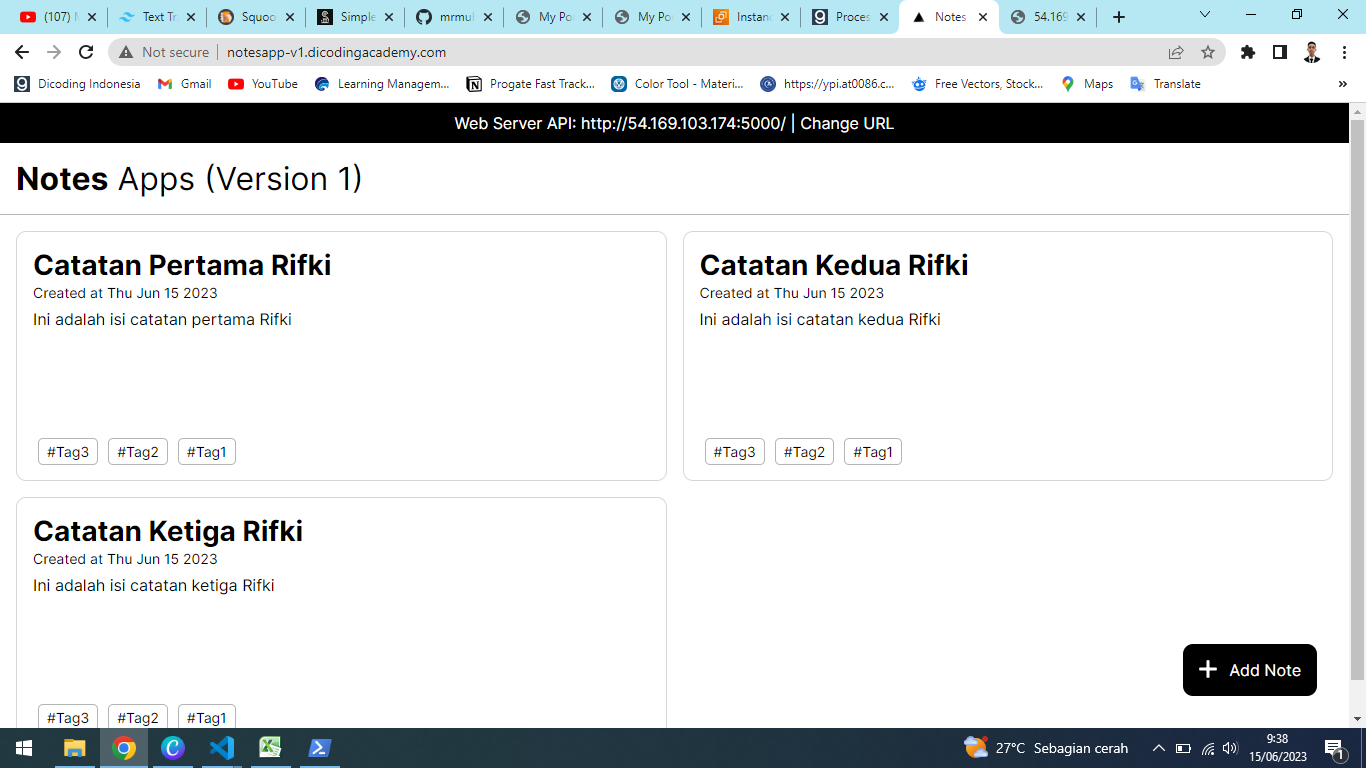 (107) M
Text Tr
Squoo
Simple
mrmul
My Po
My Po
Instanc
Proces
Notes
54.169
Not secure
notesapp-v1.dicodingacademy.com
Dicoding Indonesia
Gmail
YouTube
Learning Managem...
Progate Fast Track...
Color Tool - Materi...
https://ypi.at0086.c...
Free Vectors, Stock...
Maps
Translate
»
Web Server API: http://54.169.103.174:5000/ | Change URL
Notes Apps (Version 1)
Catatan Pertama Rifki
Created at Thu Jun 15 2023
Ini adalah isi catatan pertama Rifki
#Tag3 #Tag2 #Tag1
Catatan Kedua Rifki
Created at Thu Jun 15 2023
Ini adalah isi catatan kedua Rifki
#Tag3 #Tag2 #Tag1
Catatan Ketiga Rifki
Created at Thu Jun 15 2023
Ini adalah isi catatan ketiga Rifki
#Tag3 #Tag2 #Tag1
+ Add Note
27°C Sebagian cerah
9:38
15/06/2023
1